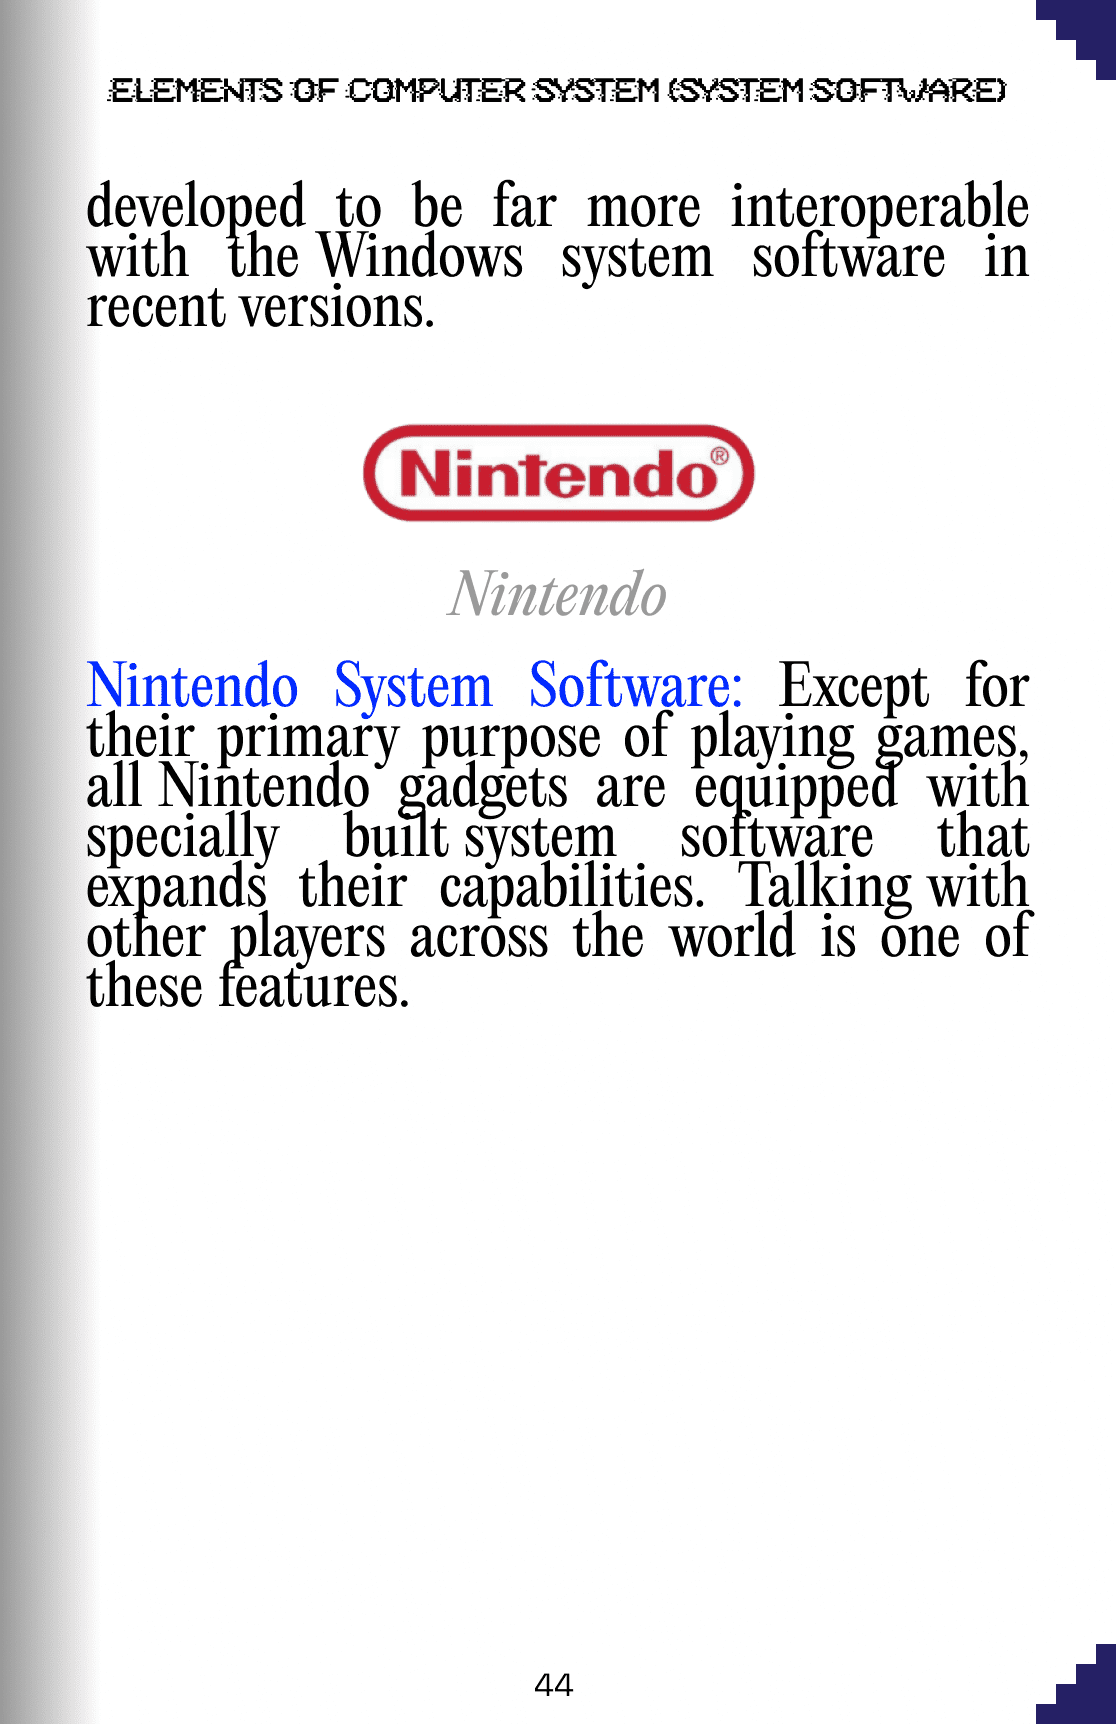 ELEMENTS OF COMPUTER SYSTEM (SYSTEM SOFTWARE)
developed to be far more interoperable
with the Windows system software in
recent versions.
Nintendo®
Nintendo
Nintendo System Software: Except for
their primary purpose of playing games,
all Nintendo gadgets are equipped with
specially built system software that
expands their capabilities. Talking with
other players across the world is one of
these features.
44